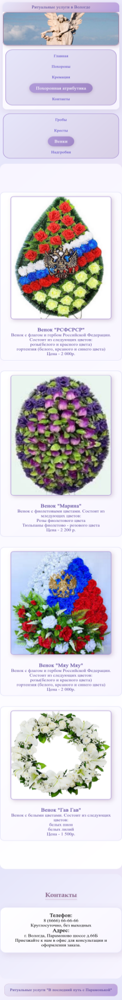 Ритуальные услуги в Вологде
Главная
Похороны
Кремация
Похоронная атрибутика
Контакты
Гробы
Кресты
Венки
Надгробия
Венок "РСФСРСР"
Венок с флагом и гербом Российской Федерации.
Состоит из следующих цветов:
розы(белого и красного цвета)
гортензия (белого, красного и синего цвета)
Цена - 2 000р.
Венок "Марина"
Венок с фиолетовыми цветами. Состоит из
мледующих цветов:
Розы фиолетового цвета
Тюльпаны фиолетово - розового цвета
Цена - 2 200 р.
Венок "Мяу Мяу"
Венок с флагом и гербом Российской Федерации.
Состоит из следующих цветов:
розы(белого и красного цвета)
гортензия (белого, красного и синего цвета)
Цена - 2 000р.
Венок "Гав Гав"
Венок с белыми цветами. Состоит из следующих
цветов:
белых пион
белых лилий
Цена - 1 500р.
Контакты
Телефон:
8 (6666) 66-66-66
Круглосуточно, без выходных
Адрес:
г. Вологда, Парамоново шоссе д.66Б
Приезжайте к нам в офис для консультации и
оформления заказа.
Ритуальные услуги "В последний путь с Парамонькой"